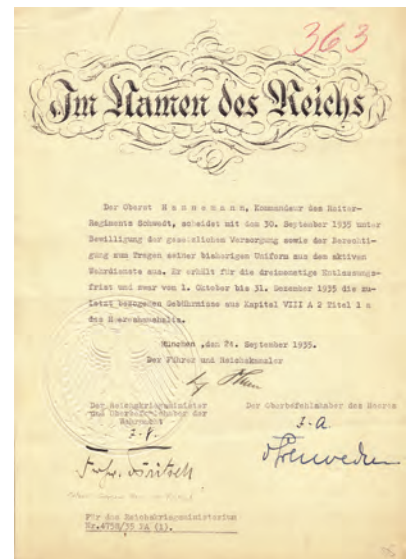 363
Im Namen des Reichs
Der Oberst Hannemann, Kommandeur des Reiter-
Regiments Schwedt, scheidet mit dem 30. September 1935 unter
Bewilligung der gesetzlichen Versorgung sowie der Berechti-
gung zum Tragen seiner bisherigen Uniform aus dem aktiven
Wehrdienste aus. Er erhält für die dreimonatige Entlassungs-
frist und zwar vom 1. Oktober bis 31. Dezember 1935 die zu-
letzt bezogenen Gebührnisse aus Kapitel VIII A 2 Titel 1 a
des Heereshaushalts.
München, den 24. September 1935.
Der Führer und Reichskanzler
Der Reichskriegsminister
und Oberbefehlshaber der
Wehrmacht
J.V.
Der Oberbefehlshaber des Heeres
J.A.
Für das Reichskriegsministerium
Nr.4758/35 PA (1).